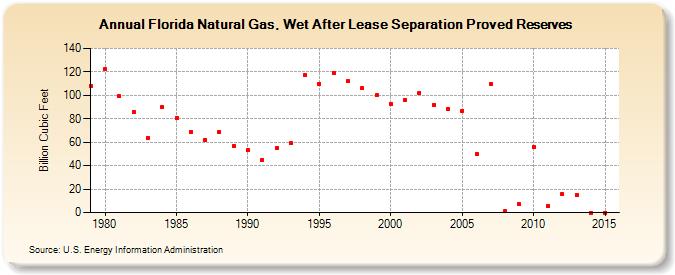 Annual Florida Natural Gas, Wet After Lease Separation Proved Reserves
Billion Cubic Feet
140
120
100
80
60
40
20
0
1980 1985 1990 1995 2000 2005 2010 2015
Source: U.S. Energy Information Administration